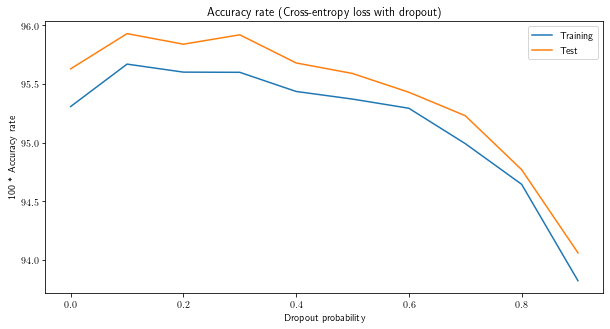 Accuracy rate (Cross-entropy loss with dropout)
Training
Test
100 * Accuracy rate
96.0
95.5
95.0
94.5
94.0
0.0 0.2 0.4 0.6 0.8
Dropout probability